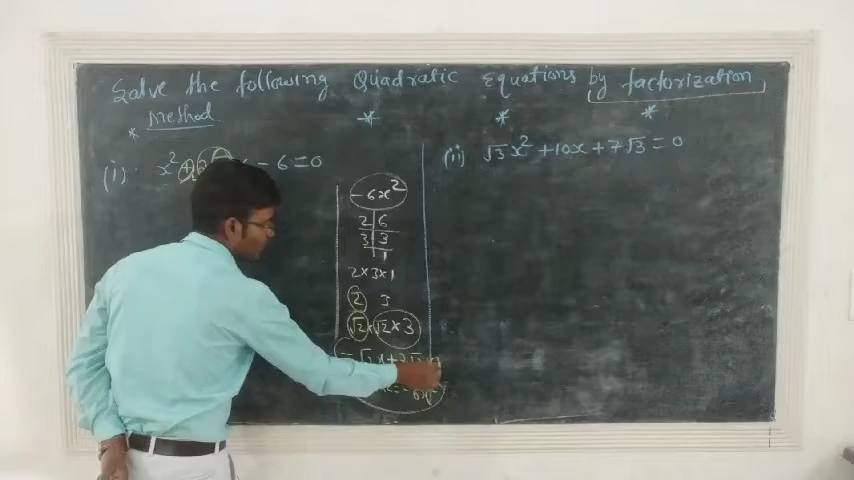 Solve the following Quadratic Equations by factorization
Method
(i) x² - 6 = 0
-6x²
2 | 6
3 | 3
1
2×3×1
2 3
√2×√2×3
(ii) √3x² + 10x + 7√3 = 0